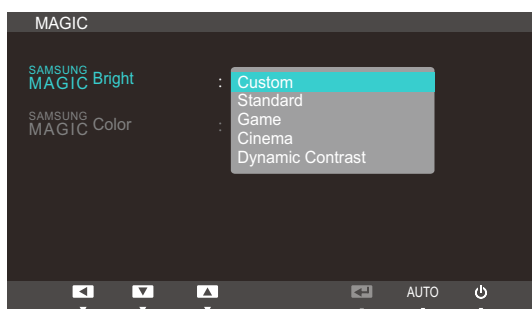 MAGIC
SAMSUNG
MAGIC Bright : Custom
Standard
SAMSUNG
MAGIC Color : Game
Cinema
Dynamic Contrast
AUTO